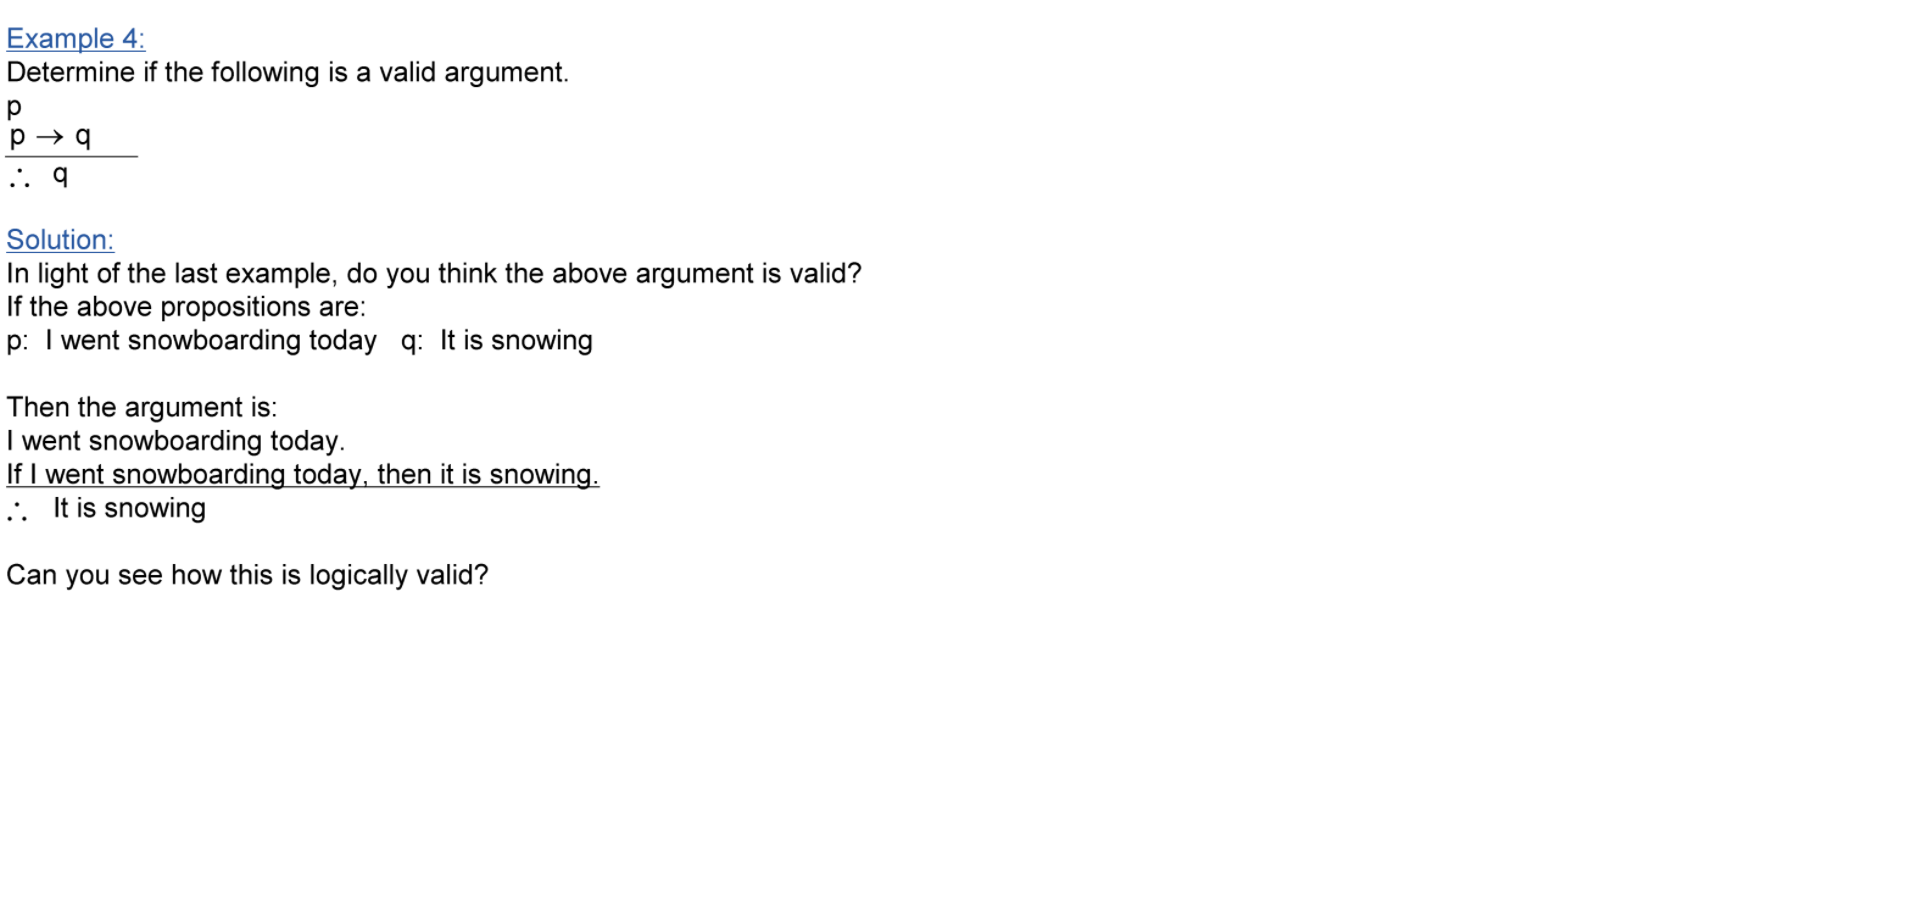 Example 4:
Determine if the following is a valid argument.
p
p → q
∴ q
Solution:
In light of the last example, do you think the above argument is valid?
If the above propositions are:
p: I went snowboarding today q: It is snowing
Then the argument is:
I went snowboarding today.
If I went snowboarding today, then it is snowing.
∴ It is snowing
Can you see how this is logically valid?